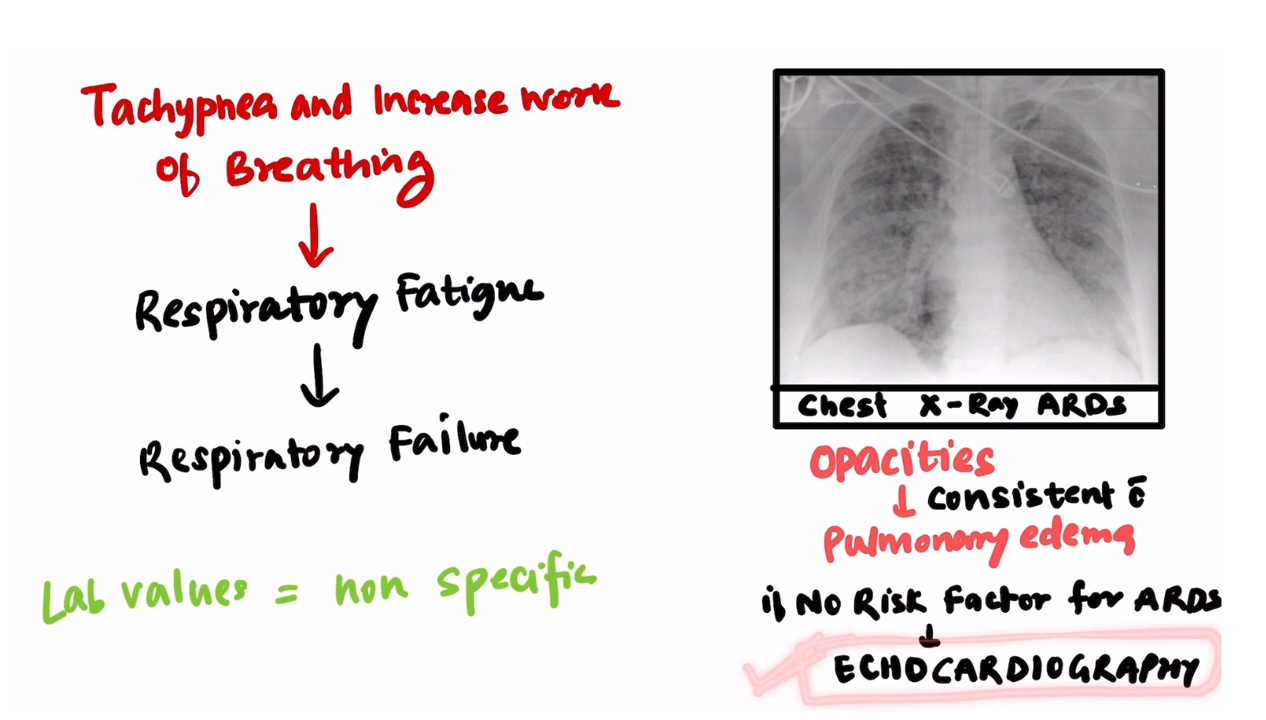 Tachypnea and Increase work
of Breathing
Respiratory Fatigue
Respiratory Failure
Lab values = non specific
Chest X-Ray ARDS
Opacities
Consistent c̄
Pulmonary edema
if No Risk Factor for ARDS
ECHOCARDIOGRAPHY